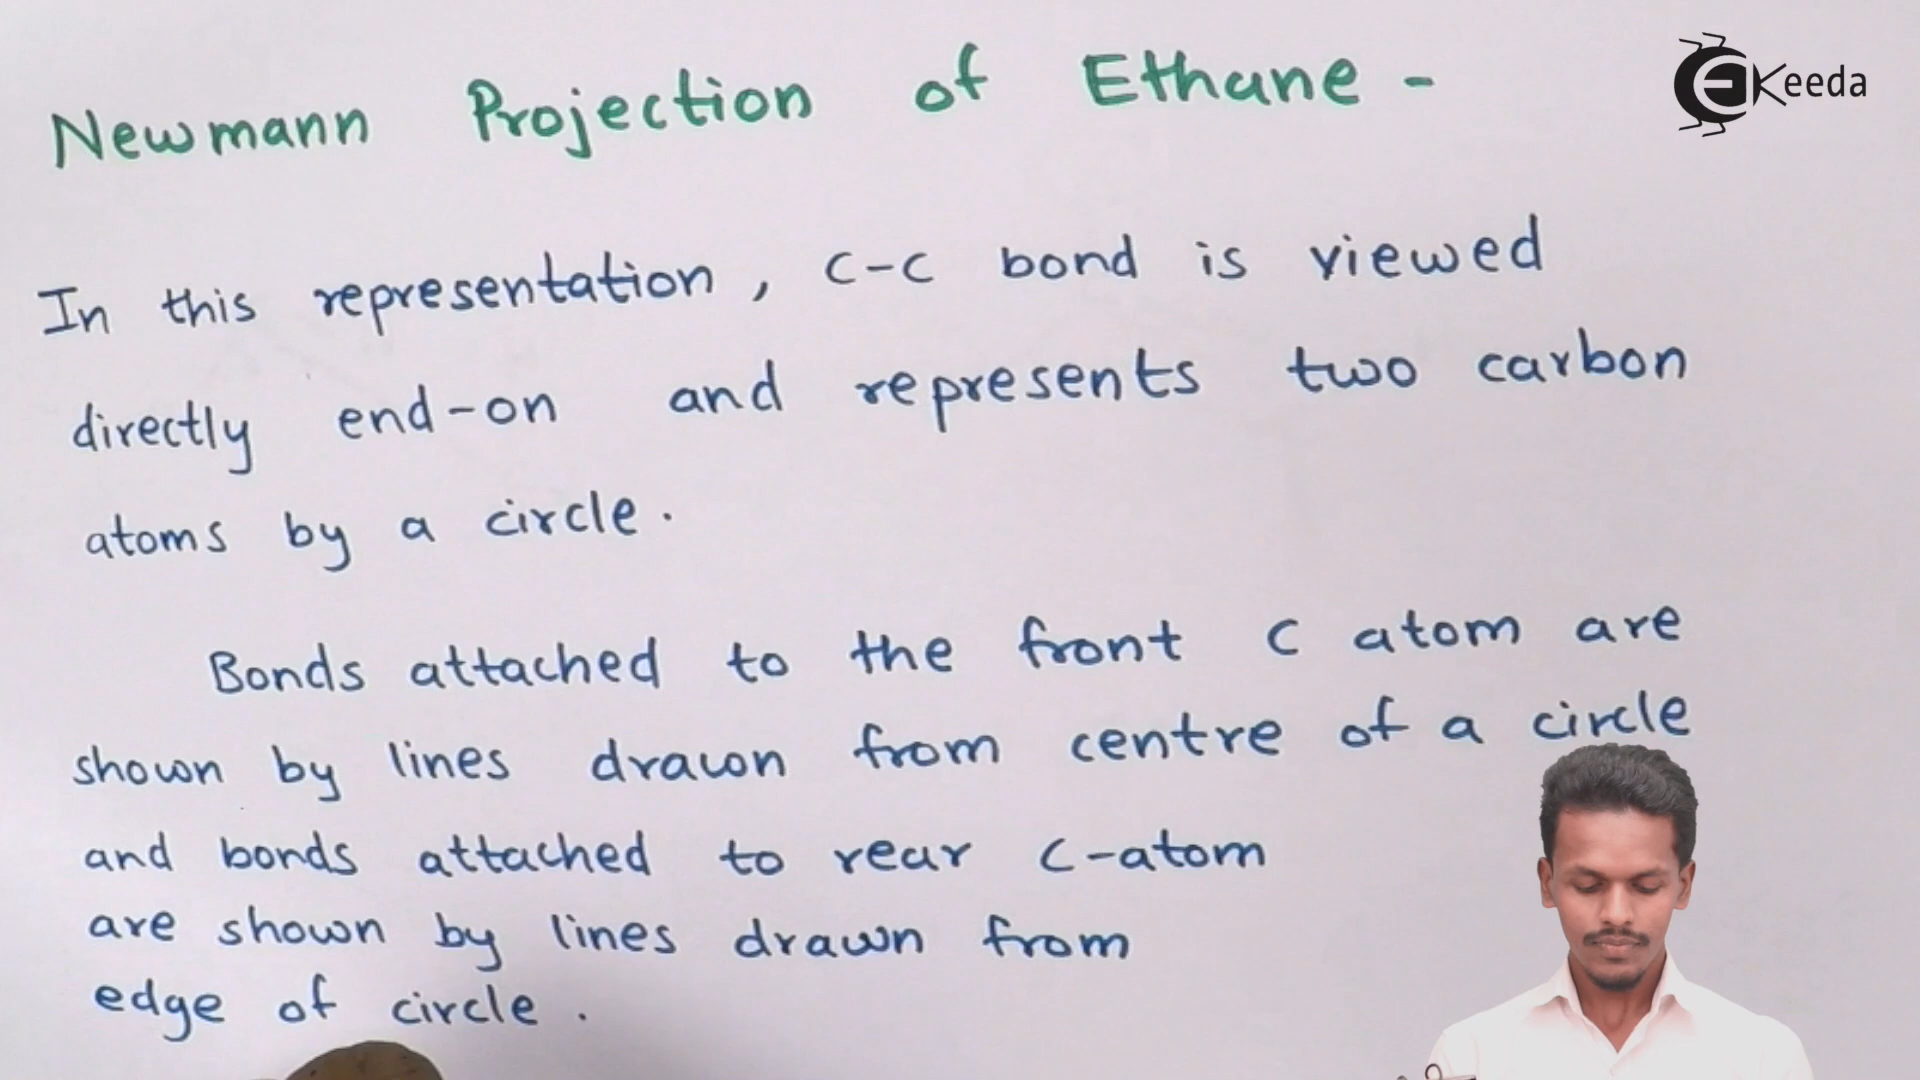 Newmann Projection of Ethane -
EKeeda
In this representation, C-C bond is viewed
directly end-on and represents two carbon
atoms by a circle.
Bonds attached to the front C atom are
shown by lines drawn from centre of a circle
and bonds attached to rear C-atom
are shown by lines drawn from
edge of circle.